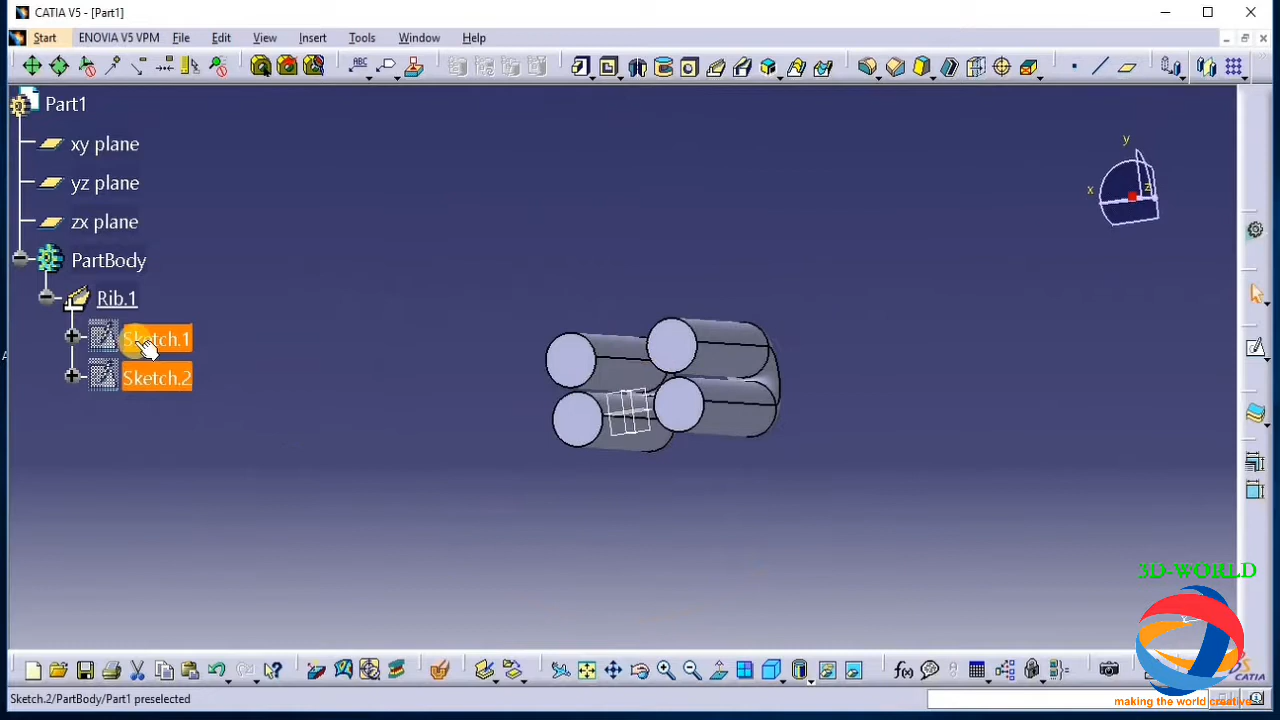 CATIA V5 - [Part1]
Start ENOVIA V5 VPM File Edit View Insert Tools Window Help
Part1
xy plane
yz plane
zx plane
PartBody
Rib.1
Sketch.1
Sketch.2
y
x
z
3D-WORLD
CATIA
making the world creative
f(x)
Sketch.2/PartBody/Part1 preselected